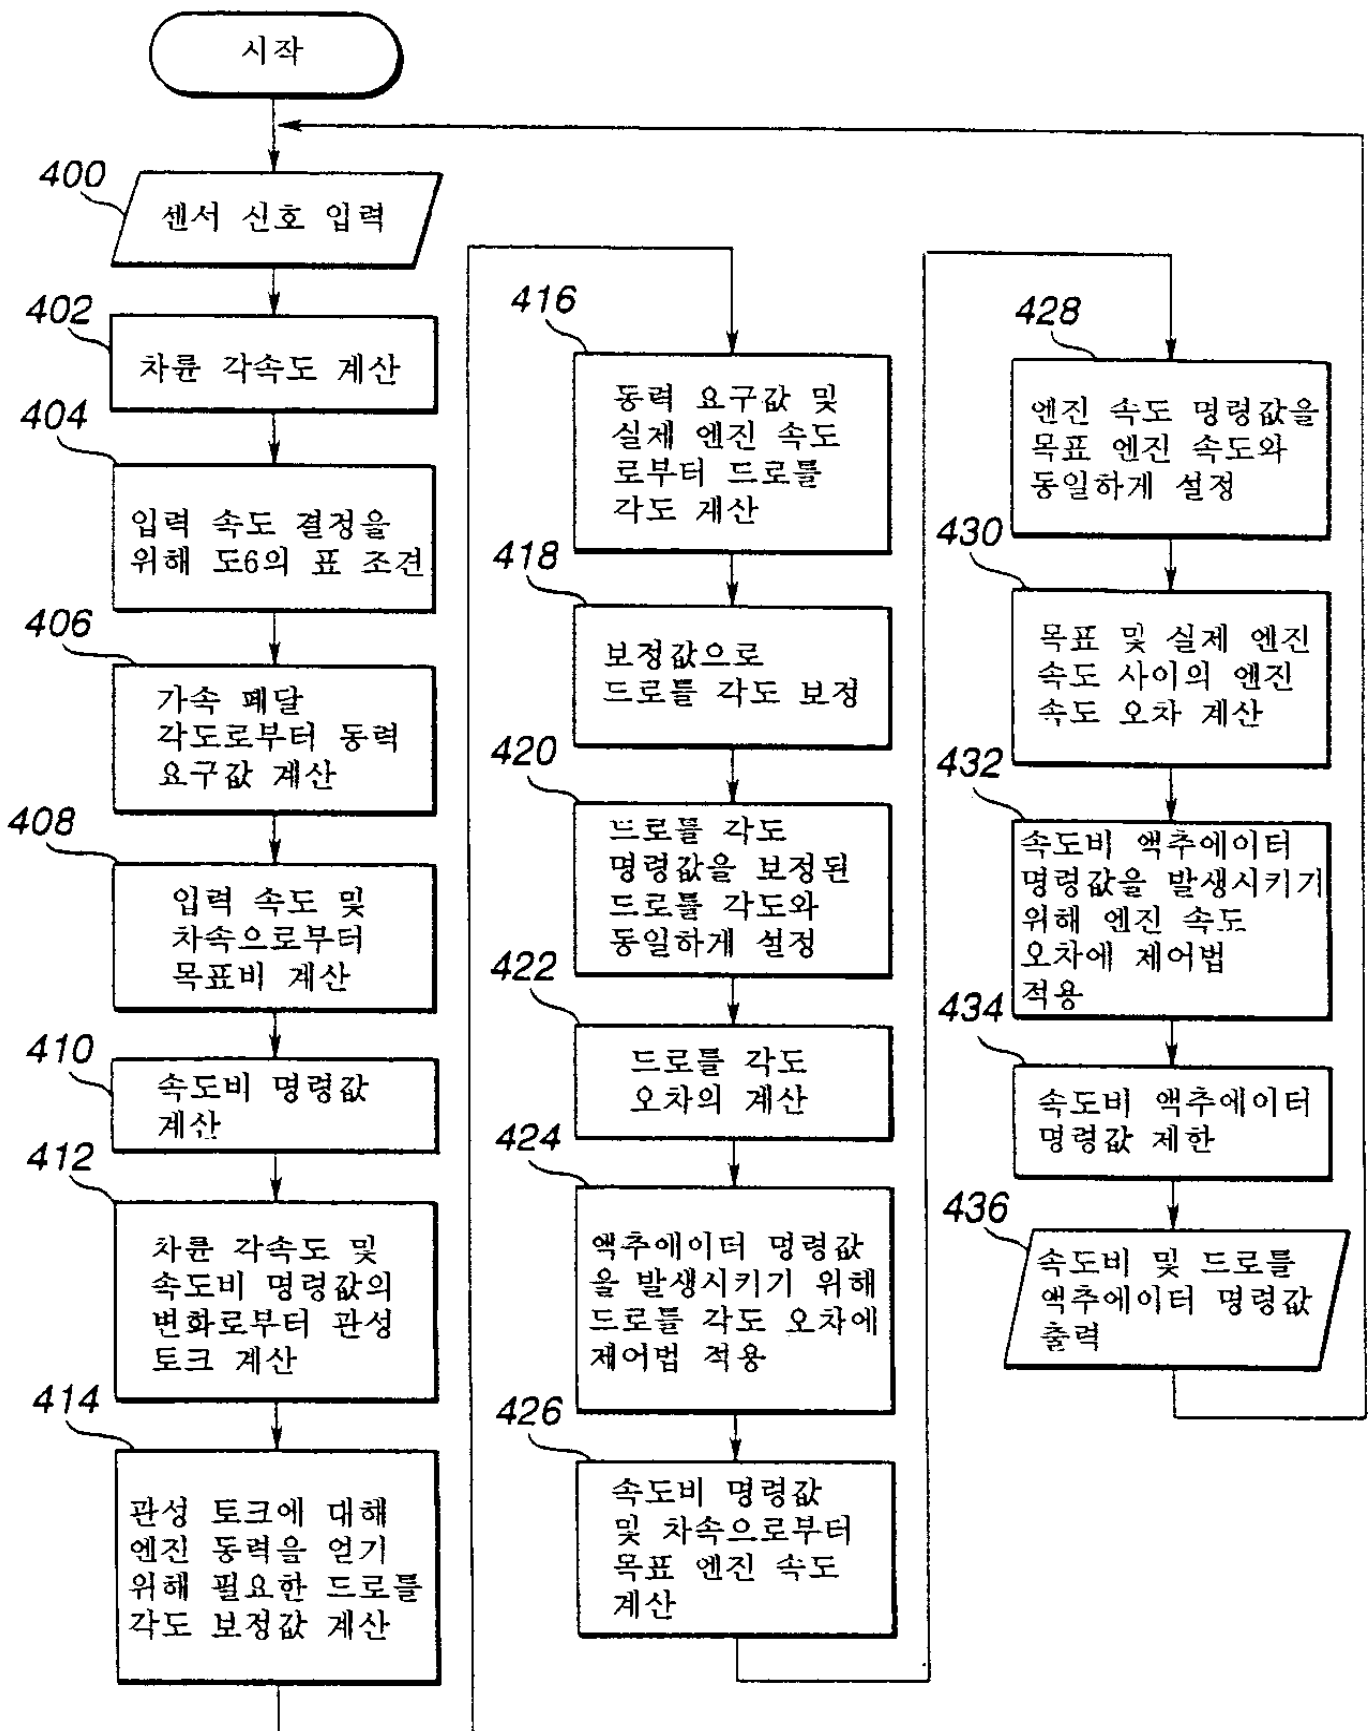 시작
400
센서 신호 입력
402
차륜 각속도 계산
404
입력 속도 결정을
위해 도6의 표 조견
406
가속 페달
각도로부터 동력
요구값 계산
408
입력 속도 및
차속으로부터
목표비 계산
410
속도비 명령값
계산
412
차륜 각속도 및
속도비 명령값의
변화로부터 관성
토크 계산
414
관성 토크에 대해
엔진 동력을 얻기
위해 필요한 드로틀
각도 보정값 계산
416
동력 요구값 및
실제 엔진 속도
로부터 드로틀
각도 계산
418
보정값으로
드로틀 각도 보정
420
드로틀 각도
명령값을 보정된
드로틀 각도와
동일하게 설정
422
드로틀 각도
오차의 계산
424
액추에이터 명령값
을 발생시키기 위해
드로틀 각도 오차에
제어법 적용
426
속도비 명령값
및 차속으로부터
목표 엔진 속도
계산
428
엔진 속도 명령값을
목표 엔진 속도와
동일하게 설정
430
목표 및 실제 엔진
속도 사이의 엔진
속도 오차 계산
432
속도비 액추에이터
명령값을 발생시키기
위해 엔진 속도
오차에 제어법
적용
434
속도비 액추에이터
명령값 제한
436
속도비 및 드로틀
액추에이터 명령값
출력